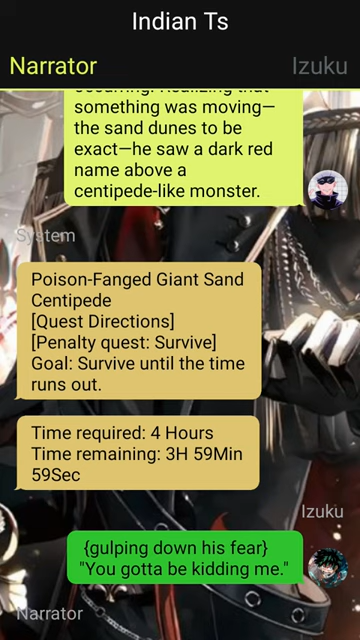 Indian Ts
Narrator
Izuku
occurring. Realizing that
something was moving—
the sand dunes to be
exact—he saw a dark red
name above a
centipede-like monster.
System
Poison-Fanged Giant Sand
Centipede
[Quest Directions]
[Penalty quest: Survive]
Goal: Survive until the time
runs out.
Time required: 4 Hours
Time remaining: 3H 59Min
59Sec
Izuku
{gulping down his fear}
"You gotta be kidding me."
Narrator